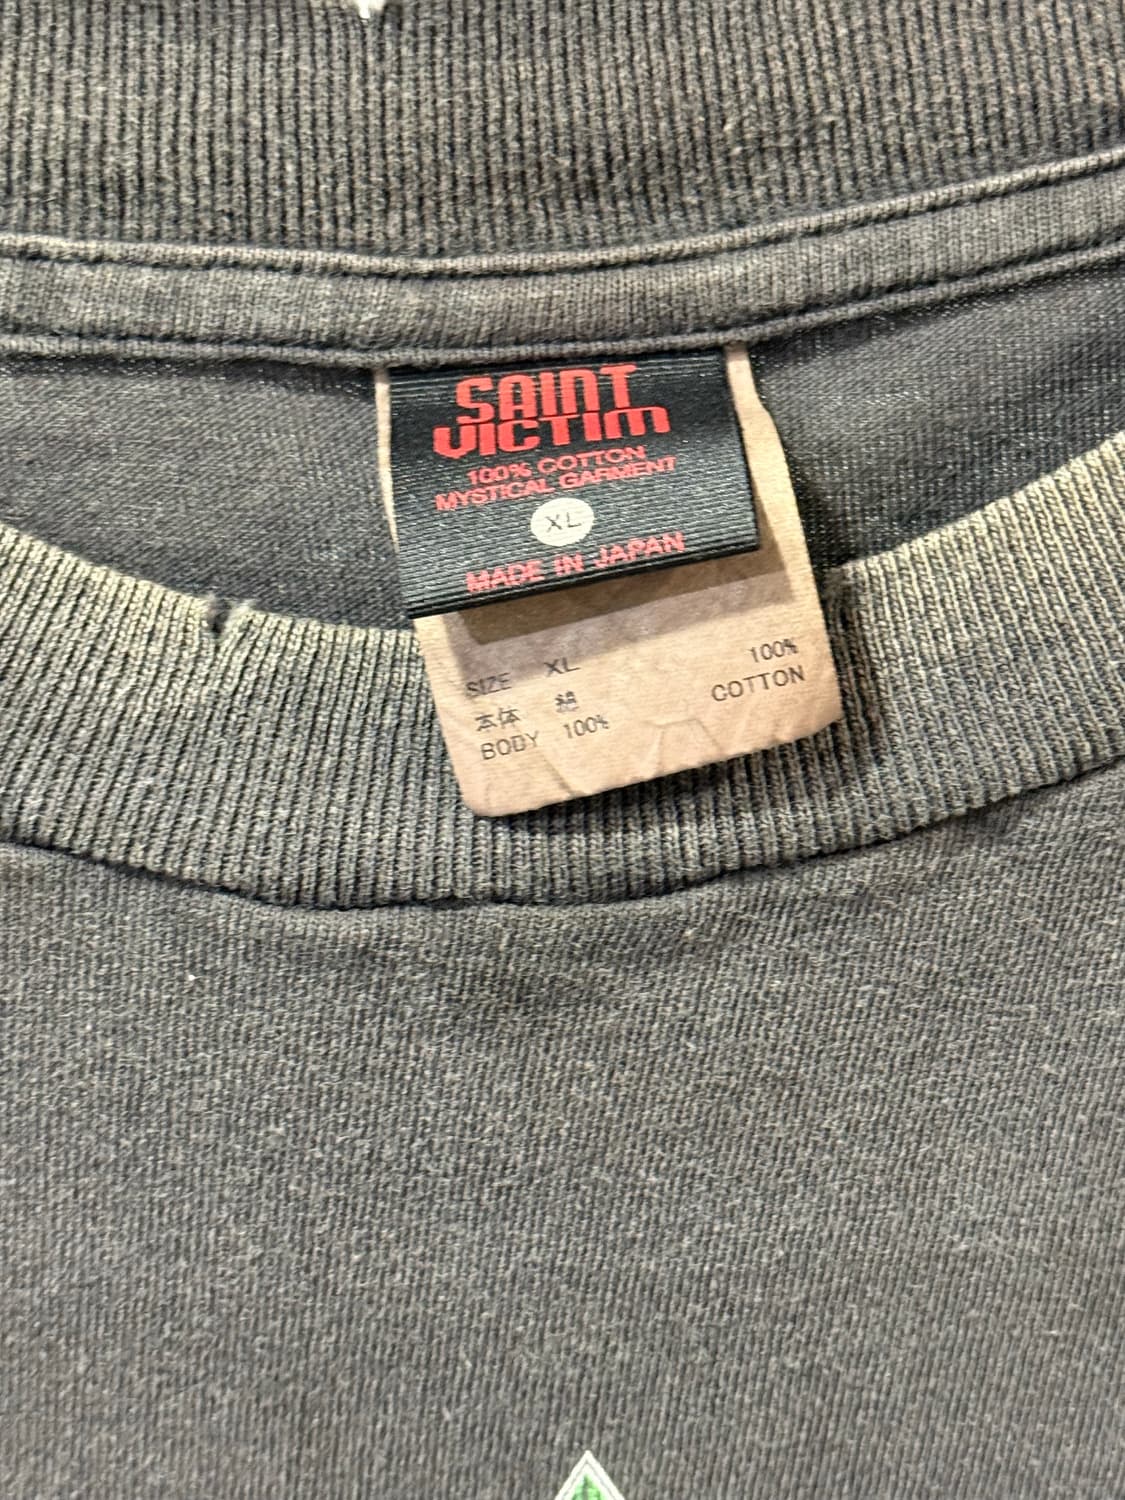 SAINT
VICTIM
100% COTTON
MYSTICAL GARMENT
XL
MADE IN JAPAN
SIZE XL
本体 綿
BODY 100%
100%
COTTON